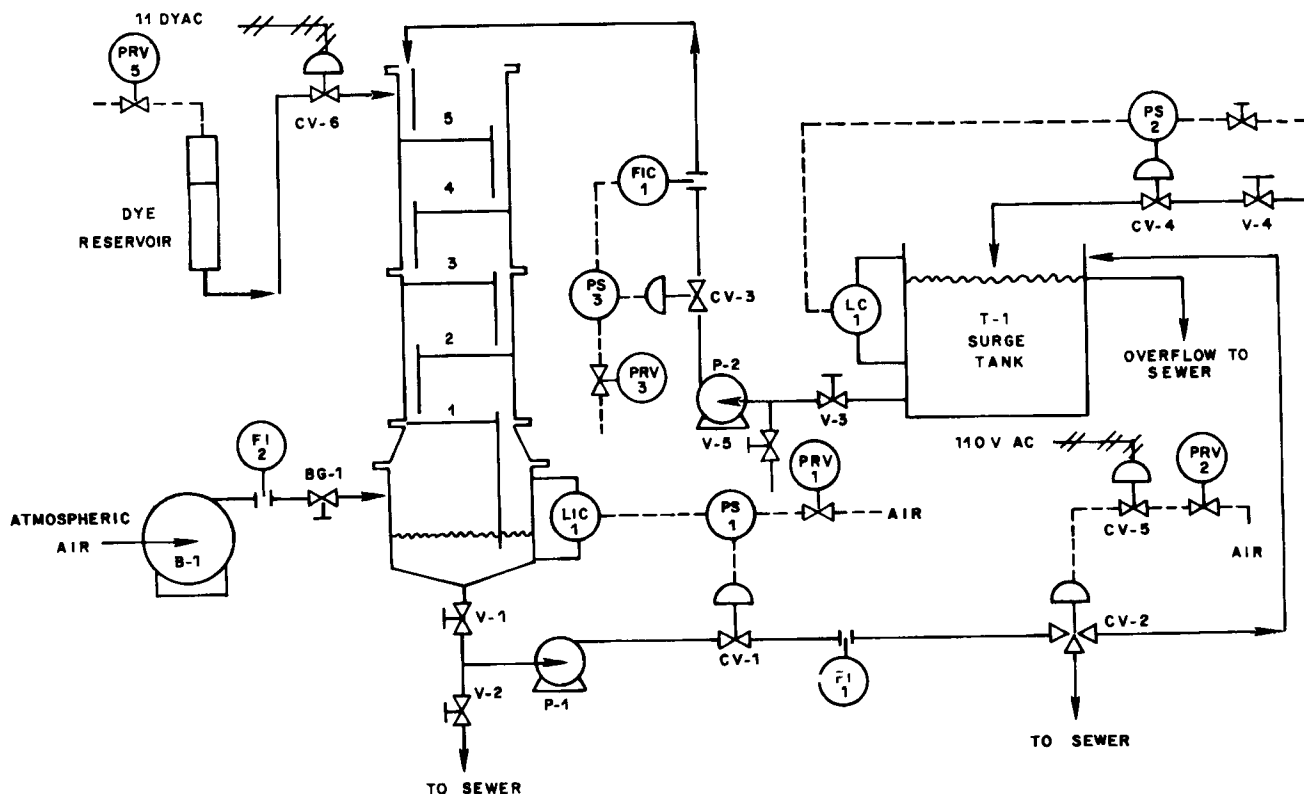 11 DYAC
PRV
5
CV-6
DYE
RESERVOIR
5
4
3
2
1
FIC
1
PS
3
CV-3
PRV
3
P-2
V-5
V-3
PS
2
CV-4
V-4
LC
1
T-1
SURGE
TANK
OVERFLOW TO
SEWER
110 V AC
PRV
1
PRV
2
CV-5
AIR
FI
2
BG-1
ATMOSPHERIC
AIR
B-1
LIC
1
PS
1
AIR
V-1
CV-1
CV-2
FI
1
V-2
P-1
TO SEWER
TO SEWER